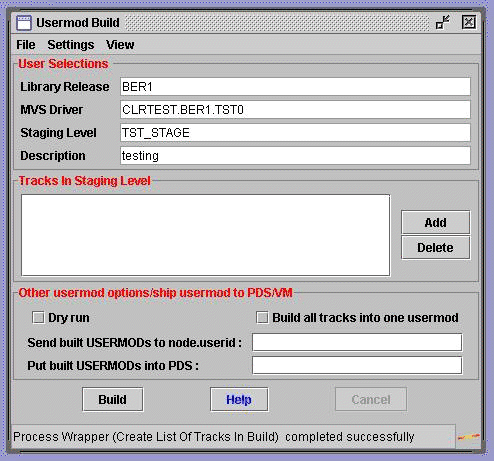 Usermod Build
File Settings View
User Selections
Library Release BER1
MVS Driver CLRTEST.BER1.TST0
Staging Level TST_STAGE
Description testing
Tracks In Staging Level
Add
Delete
Other usermod options/ship usermod to PDS/VM
Dry run Build all tracks into one usermod
Send built USERMODs to node.userid :
Put built USERMODs into PDS :
Build Help Cancel
Process Wrapper (Create List Of Tracks In Build) completed successfully